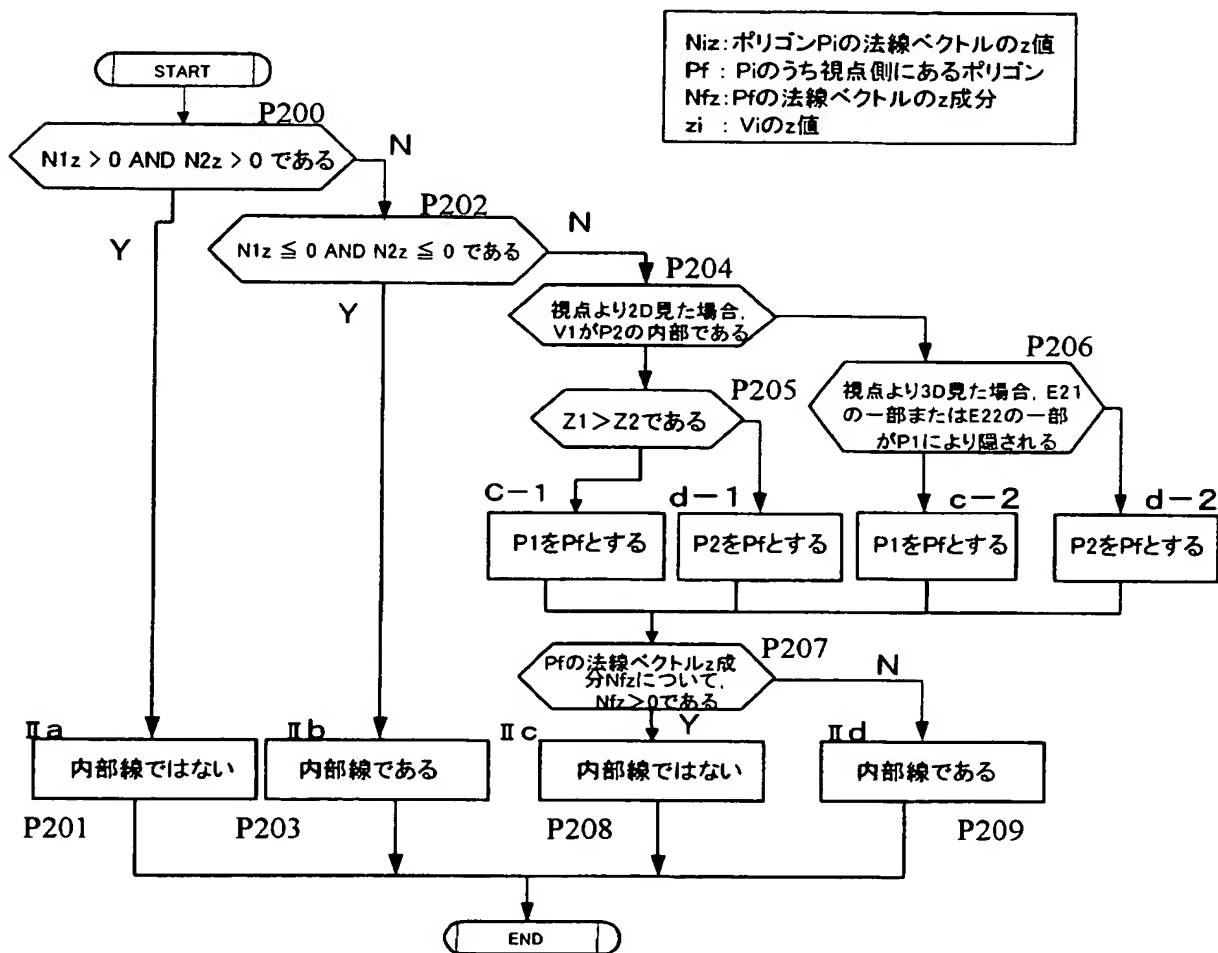 Niz:ポリゴンPiの法線ベクトルのz値
Pf : Piのうち視点側にあるポリゴン
Nfz:Pfの法線ベクトルのz成分
zi : Viのz値
START
P200
N1z > 0 AND N2z > 0 である
N
Y
P202
N1z ≦ 0 AND N2z ≦ 0 である
N
Y
P204
視点より2D見た場合,
V1がP2の内部である
P206
視点より3D見た場合, E21
の一部またはE22の一部
がP1により隠される
P205
Z1>Z2である
C-1
d-1
c-2
d-2
P1をPfとする
P2をPfとする
P1をPfとする
P2をPfとする
P207
Pfの法線ベクトルz成
分Nfzについて,
Nfz>0である
N
Y
Ⅱa
Ⅱb
Ⅱc
Ⅱd
内部線ではない
内部線である
内部線ではない
内部線である
P201
P203
P208
P209
END